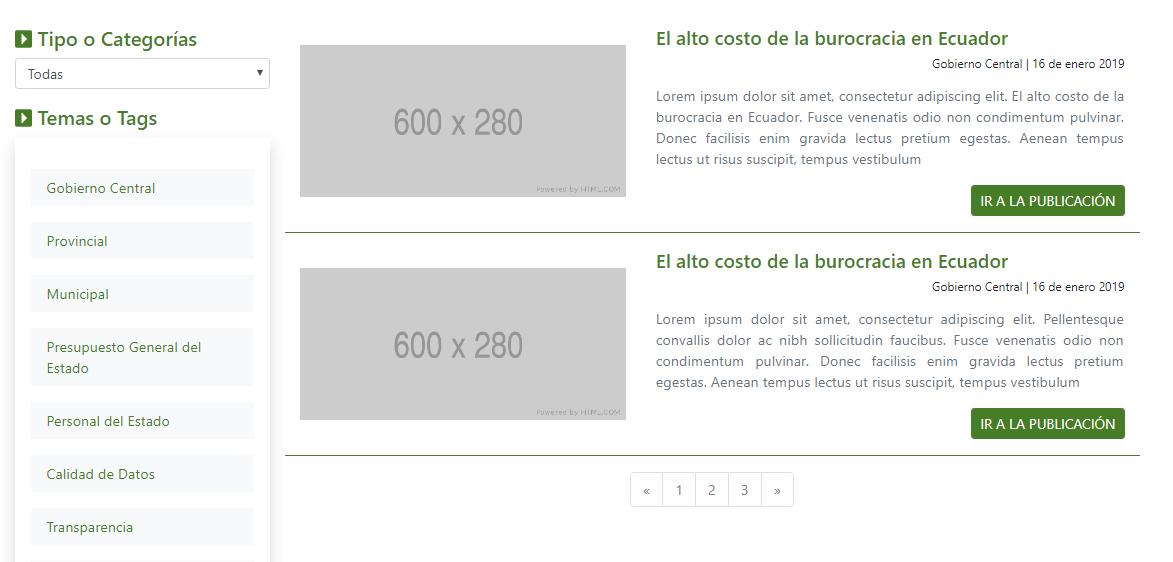 Tipo o Categorías
Todas
Temas o Tags
Gobierno Central
Provincial
Municipal
Presupuesto General del
Estado
Personal del Estado
Calidad de Datos
Transparencia
600 x 280
Powered by HTML.COM
El alto costo de la burocracia en Ecuador
Gobierno Central | 16 de enero 2019
Lorem ipsum dolor sit amet, consectetur adipiscing elit. El alto costo de la
burocracia en Ecuador. Fusce venenatis odio non condimentum pulvinar.
Donec facilisis enim gravida lectus pretium egestas. Aenean tempus
lectus ut risus suscipit, tempus vestibulum
IR A LA PUBLICACIÓN
600 x 280
Powered by HTML.COM
El alto costo de la burocracia en Ecuador
Gobierno Central | 16 de enero 2019
Lorem ipsum dolor sit amet, consectetur adipiscing elit. Pellentesque
convallis dolor ac nibh sollicitudin faucibus. Fusce venenatis odio non
condimentum pulvinar. Donec facilisis enim gravida lectus pretium
egestas. Aenean tempus lectus ut risus suscipit, tempus vestibulum
IR A LA PUBLICACIÓN
« 1 2 3 »